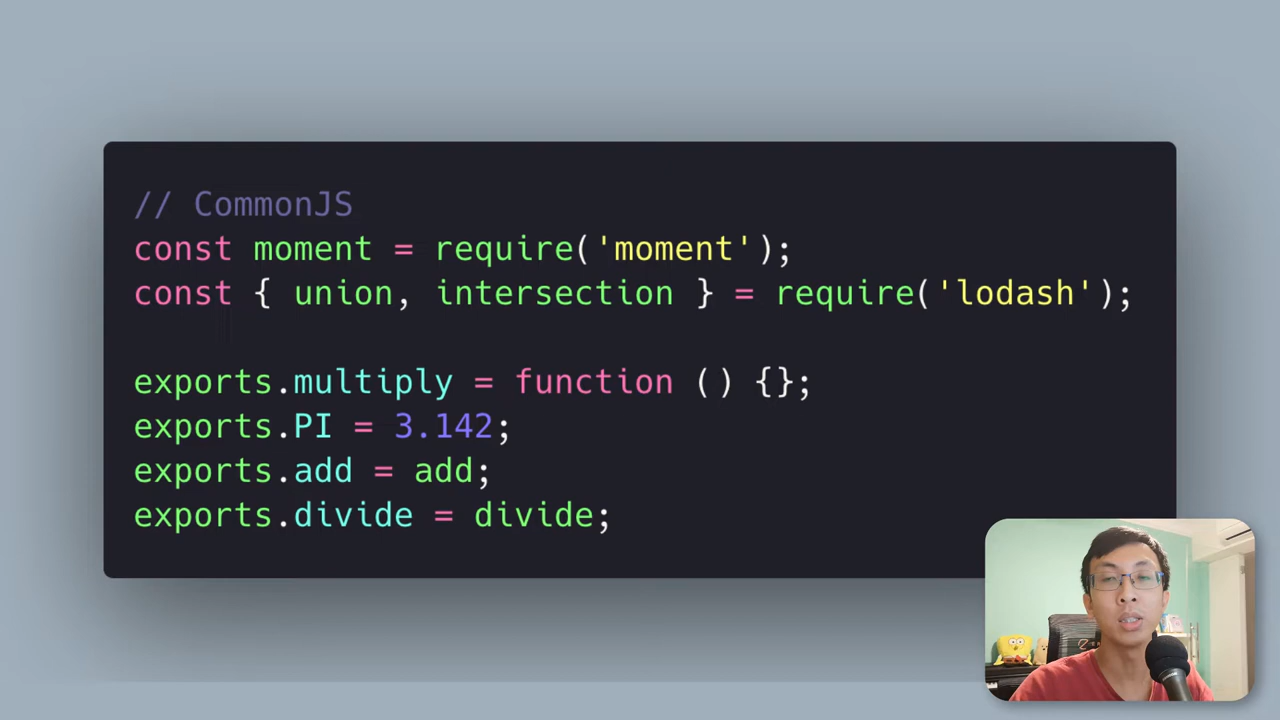 // CommonJS
const moment = require('moment');
const { union, intersection } = require('lodash');
exports.multiply = function () {};
exports.PI = 3.142;
exports.add = add;
exports.divide = divide;